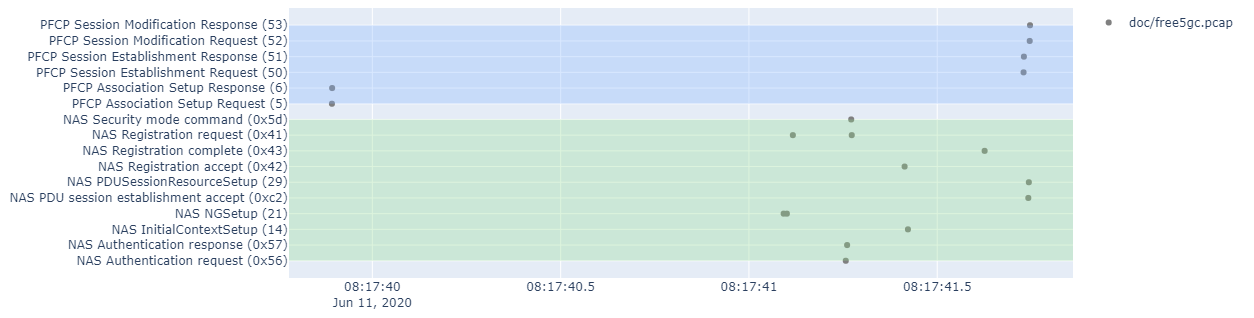 PFCP Session Modification Response (53)
PFCP Session Modification Request (52)
PFCP Session Establishment Response (51)
PFCP Session Establishment Request (50)
PFCP Association Setup Response (6)
PFCP Association Setup Request (5)
NAS Security mode command (0x5d)
NAS Registration request (0x41)
NAS Registration complete (0x43)
NAS Registration accept (0x42)
NAS PDUSessionResourceSetup (29)
NAS PDU session establishment accept (0xc2)
NAS NGSetup (21)
NAS InitialContextSetup (14)
NAS Authentication response (0x57)
NAS Authentication request (0x56)
08:17:40 08:17:40.5 08:17:41 08:17:41.5
Jun 11, 2020
doc/free5gc.pcap